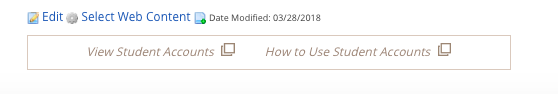 Edit Select Web Content Date Modified: 03/28/2018
View Student Accounts How to Use Student Accounts